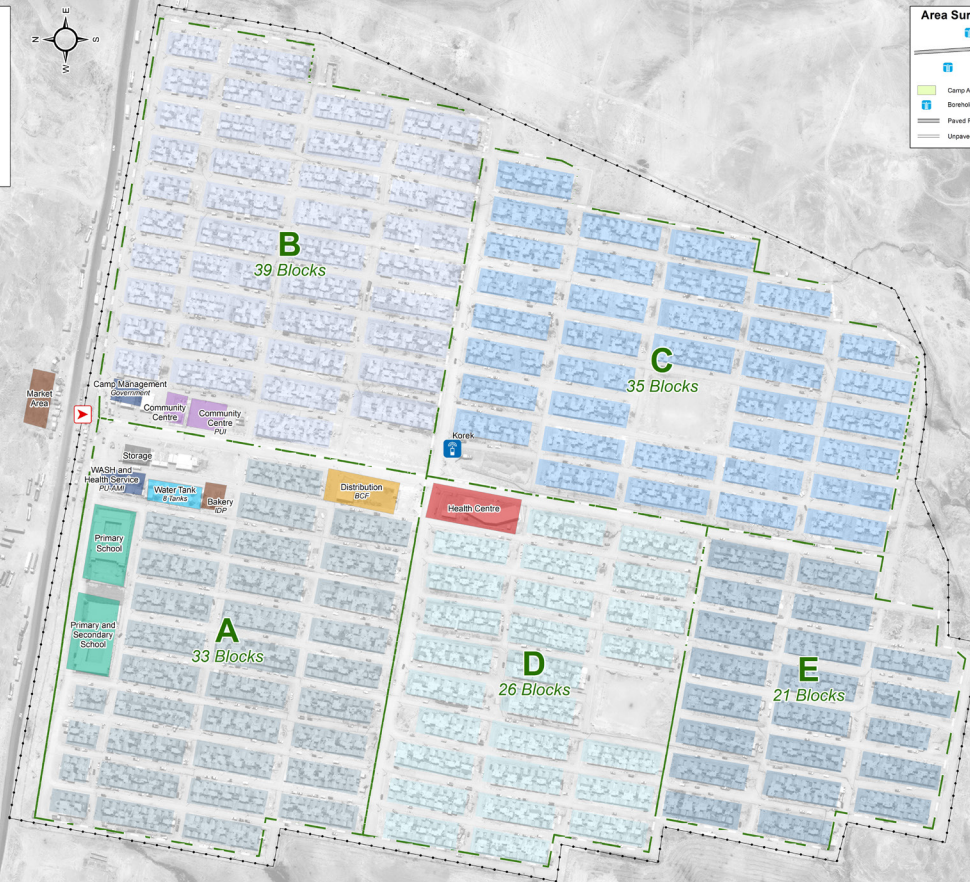 E
N
S
W
Area Sur
Camp A
Borehol
Paved R
Unpave
B
39 Blocks
C
35 Blocks
Market
Area
Camp Management
Government
Community
Centre
Community
Centre
PUI
Korek
Storage
WASH and
Health Service
PU-AMI
Water Tank
8 Tanks
Bakery
IDP
Distribution
BCF
Health Centre
Primary
School
Primary and
Secondary
School
A
33 Blocks
D
26 Blocks
E
21 Blocks